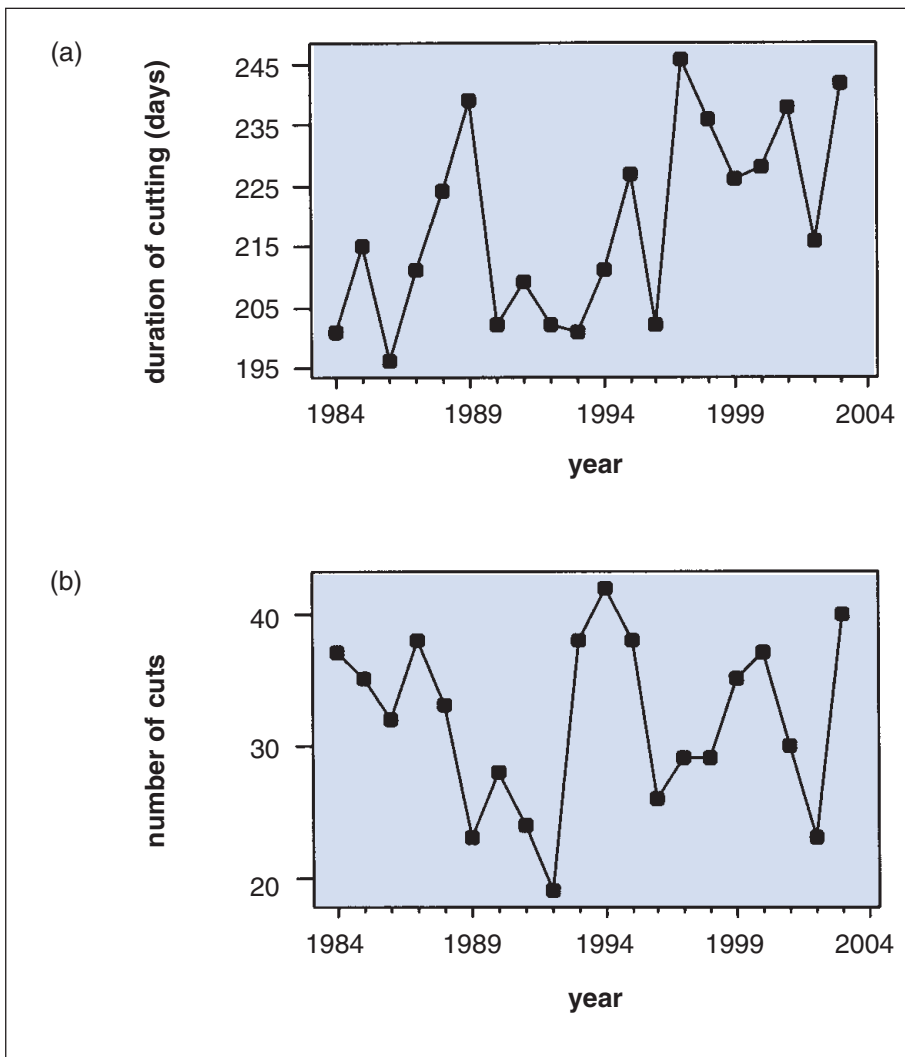 (a)
duration of cutting (days)
245
235
225
215
205
195
1984 1989 1994 1999 2004
year
(b)
number of cuts
40
30
20
1984 1989 1994 1999 2004
year